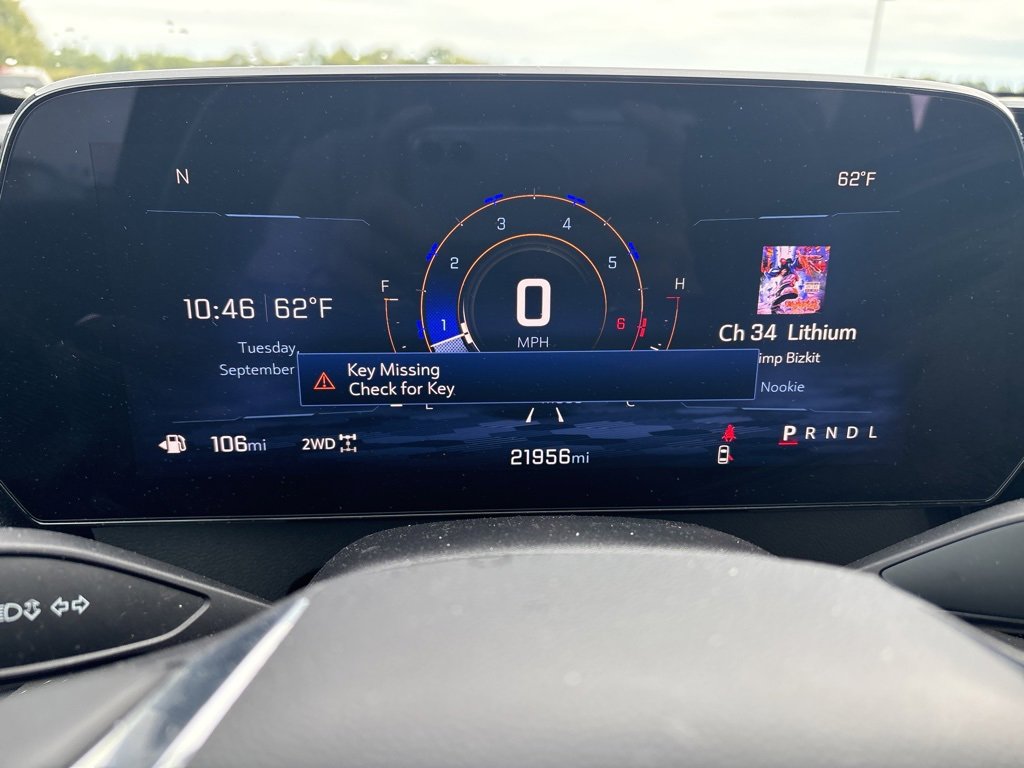 N
62°F
3
4
2
5
1
6
F
H
0
MPH
10:46
62°F
Tuesday,
September
Ch 34 Lithium
imp Bizkit
Nookie
Key Missing
Check for Key
E
C
106mi
2WD
21956mi
PRNDL